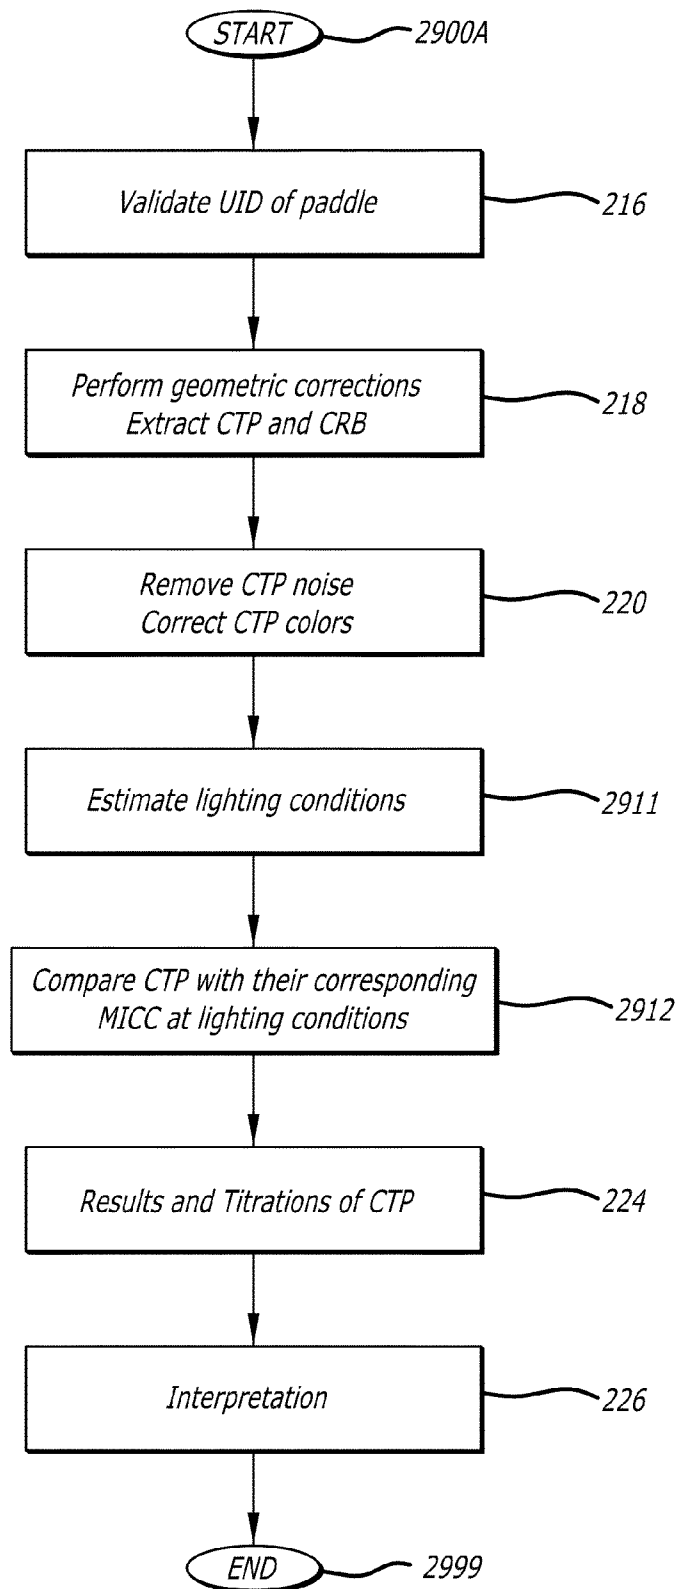 START 2900A
Validate UID of paddle 216
Perform geometric corrections
Extract CTP and CRB 218
Remove CTP noise
Correct CTP colors 220
Estimate lighting conditions 2911
Compare CTP with their corresponding
MICC at lighting conditions 2912
Results and Titrations of CTP 224
Interpretation 226
END 2999